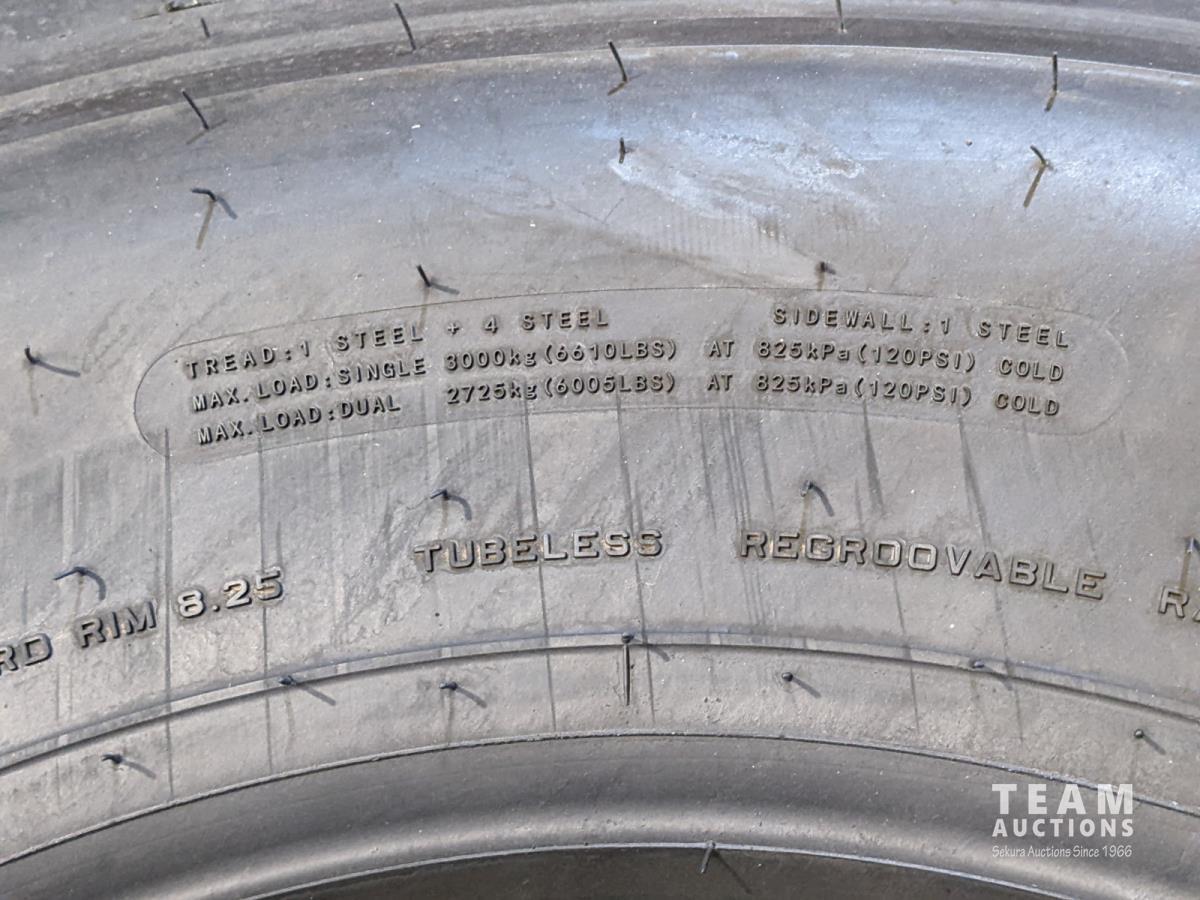 TREAD:1 STEEL + 4 STEEL SIDEWALL:1 STEEL
MAX.LOAD:SINGLE 3000kg(6610LBS) AT 825kPa(120PSI) COLD
MAX.LOAD:DUAL 2725kg(6005LBS) AT 825kPa(120PSI) COLD
RD RIM 8.25 TUBELESS REGROOVABLE
TEAM
AUCTIONS
Sekura Auctions Since 1966